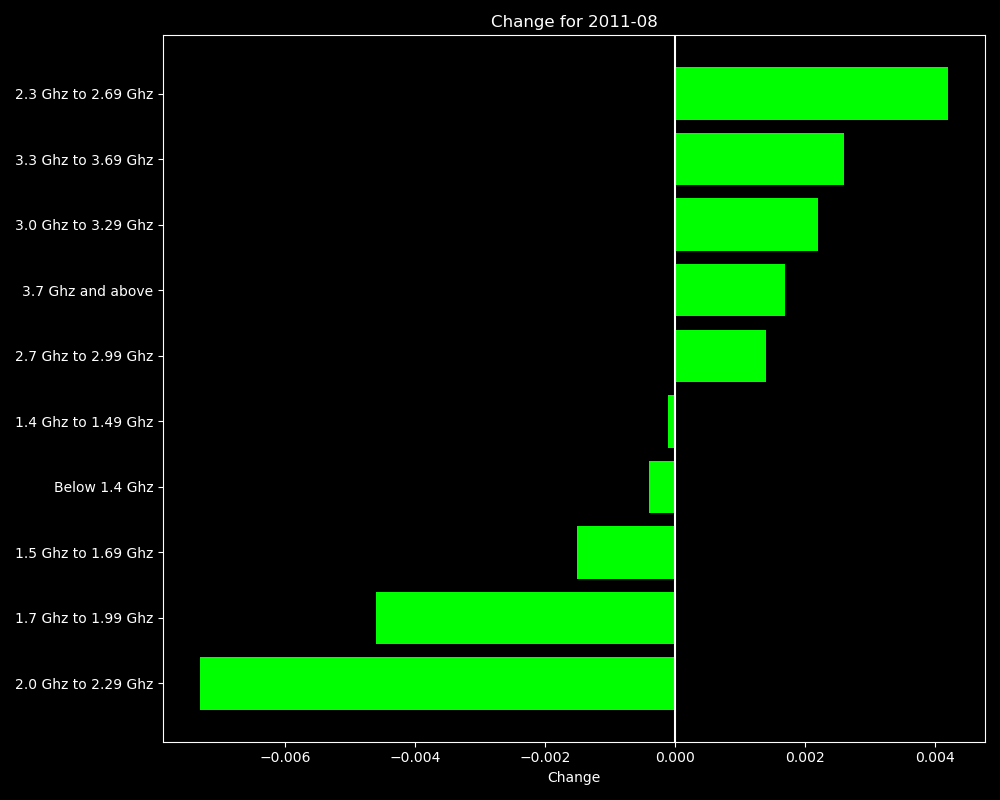 Change for 2011-08
2.3 Ghz to 2.69 Ghz
3.3 Ghz to 3.69 Ghz
3.0 Ghz to 3.29 Ghz
3.7 Ghz and above
2.7 Ghz to 2.99 Ghz
1.4 Ghz to 1.49 Ghz
Below 1.4 Ghz
1.5 Ghz to 1.69 Ghz
1.7 Ghz to 1.99 Ghz
2.0 Ghz to 2.29 Ghz
−0.006 −0.004 −0.002 0.000 0.002 0.004
Change